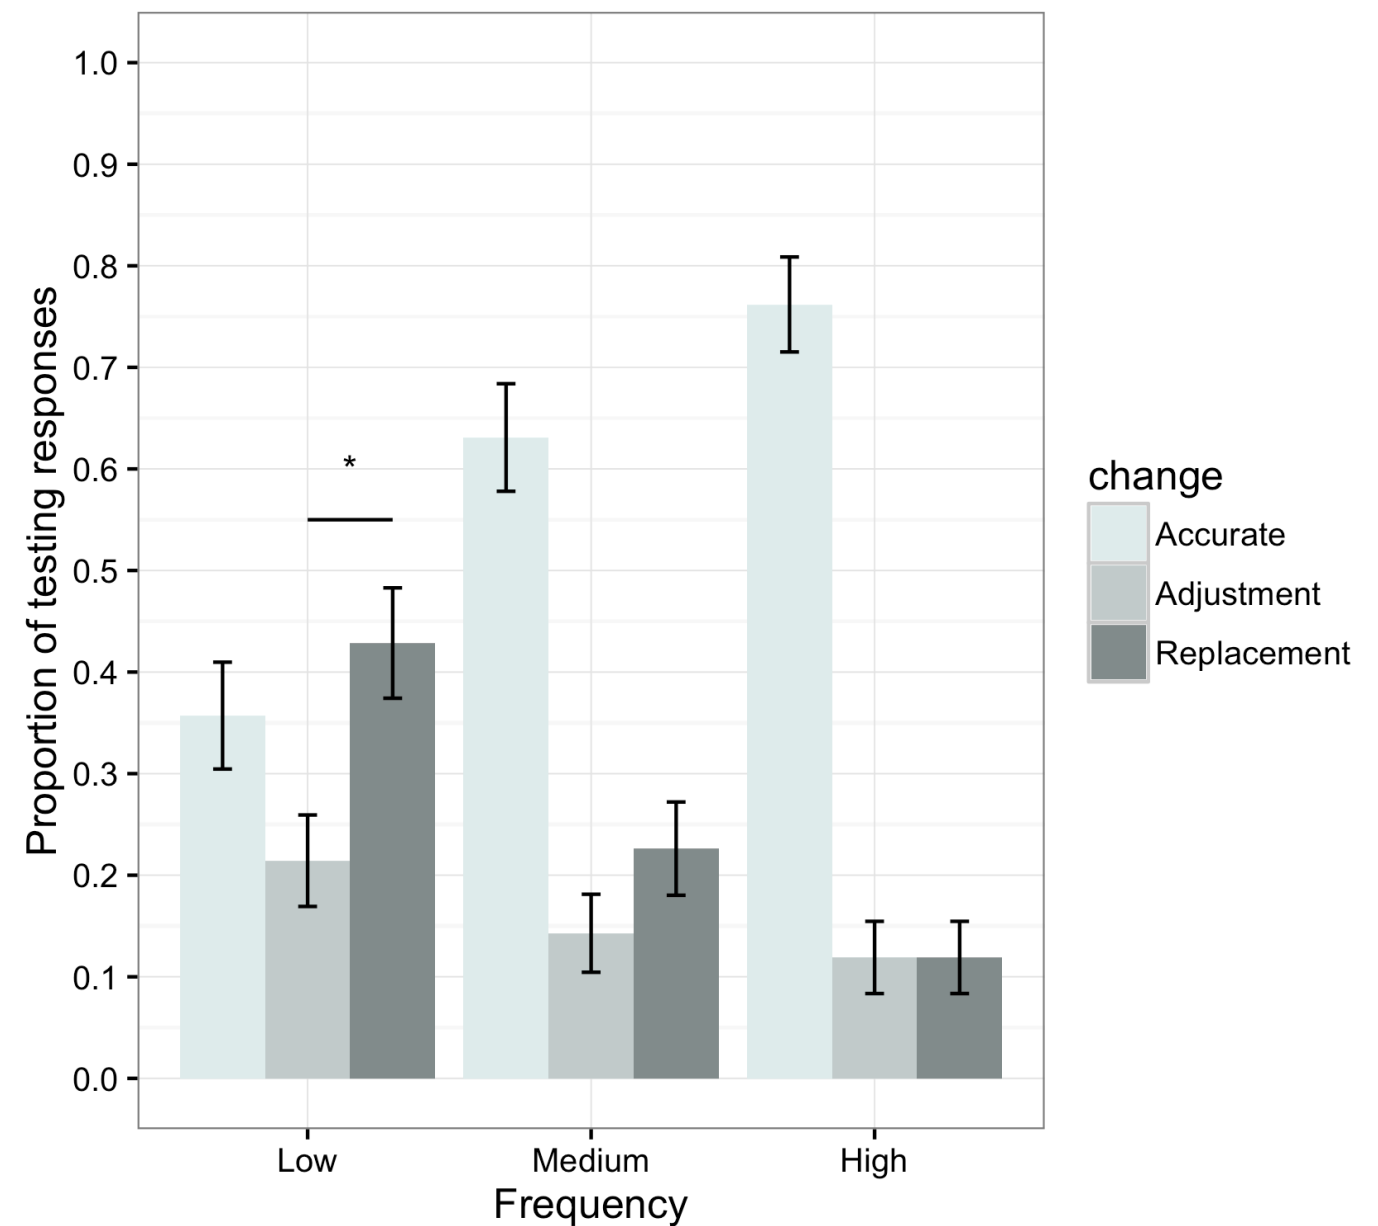 Proportion of testing responses
1.0
0.9
0.8
0.7
0.6
0.5
0.4
0.3
0.2
0.1
0.0
*
Low Medium High
Frequency
change
Accurate
Adjustment
Replacement